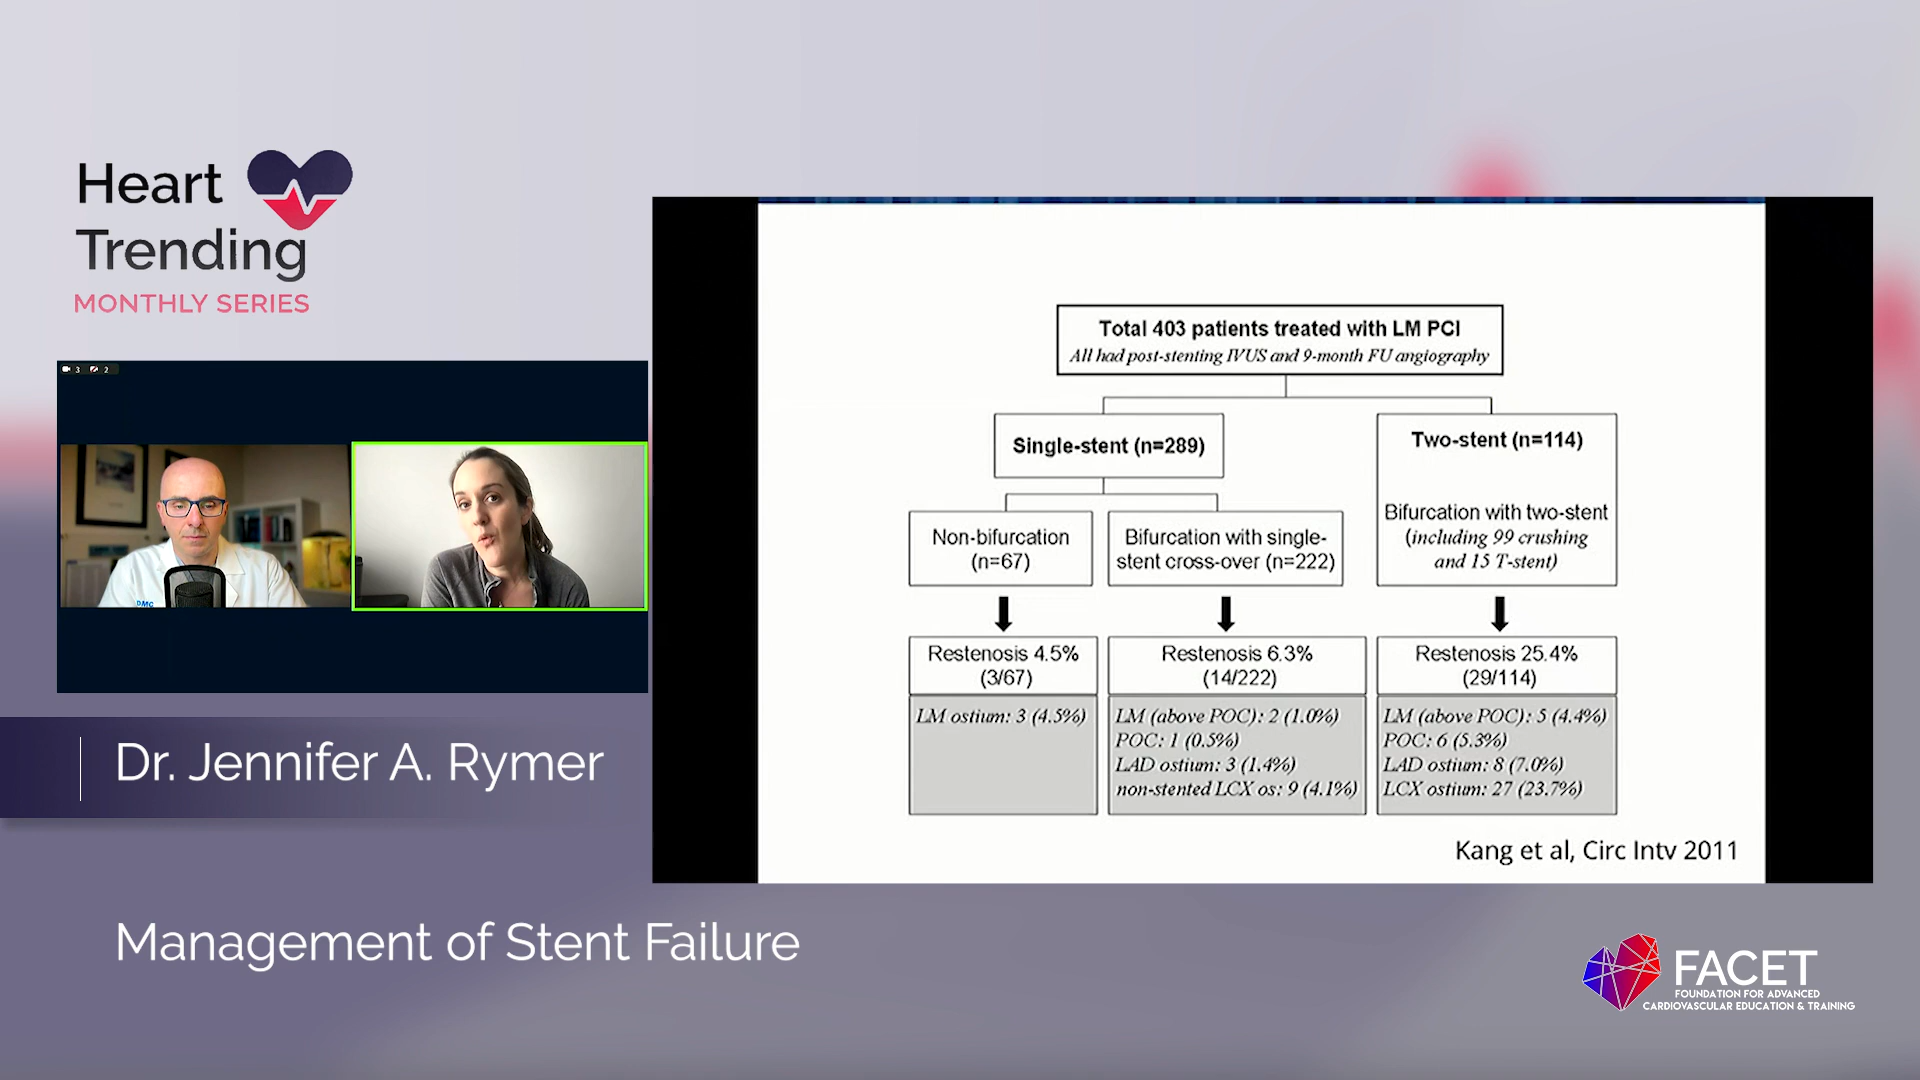 Heart
Trending
MONTHLY SERIES
3 2
DMC
Dr. Jennifer A. Rymer
Management of Stent Failure
Total 403 patients treated with LM PCI
All had post-stenting IVUS and 9-month FU angiography
Single-stent (n=289)
Two-stent (n=114)
Bifurcation with two-stent
(including 99 crushing
and 15 T-stent)
Non-bifurcation
(n=67)
Bifurcation with single-
stent cross-over (n=222)
Restenosis 4.5%
(3/67)
LM ostium: 3 (4.5%)
Restenosis 6.3%
(14/222)
LM (above POC): 2 (1.0%)
POC: 1 (0.5%)
LAD ostium: 3 (1.4%)
non-stented LCX os: 9 (4.1%)
Restenosis 25.4%
(29/114)
LM (above POC): 5 (4.4%)
POC: 6 (5.3%)
LAD ostium: 8 (7.0%)
LCX ostium: 27 (23.7%)
Kang et al, Circ Intv 2011
FACET
FOUNDATION FOR ADVANCED
CARDIOVASCULAR EDUCATION & TRAINING